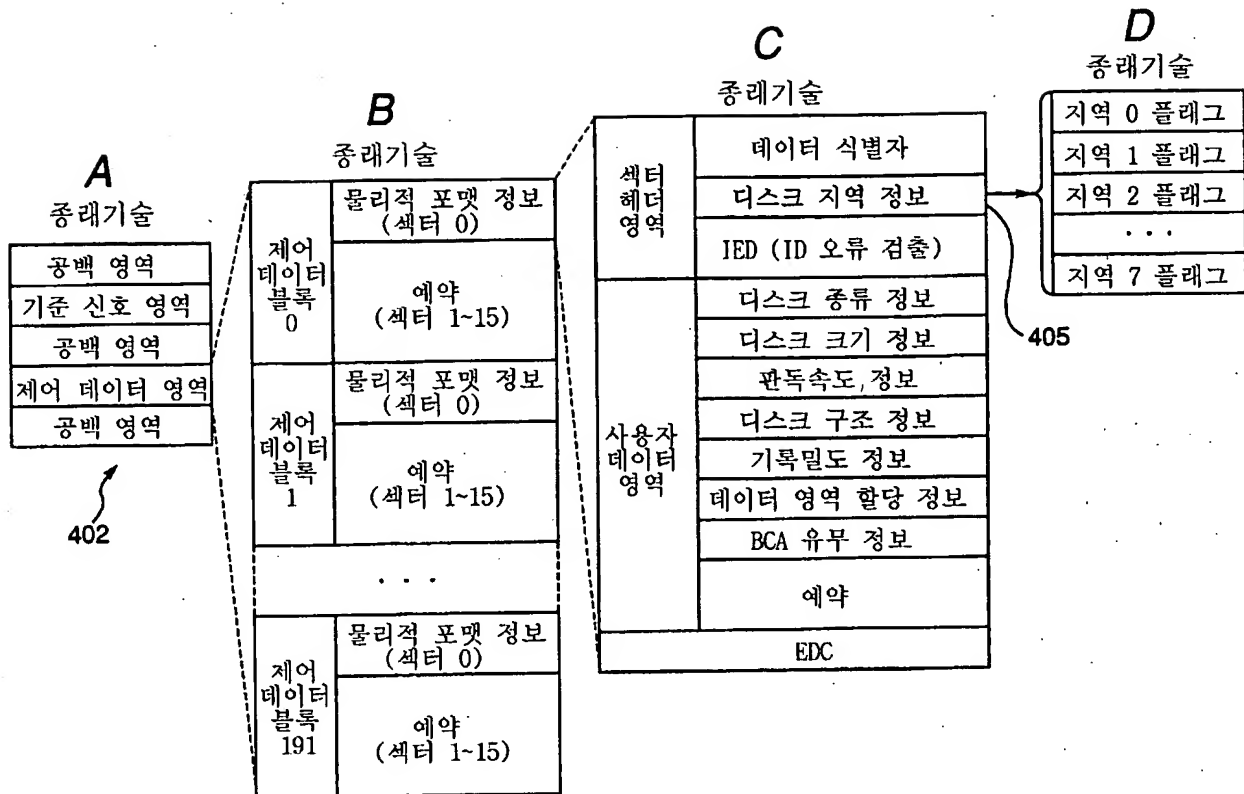 A
종래기술
공백 영역
기준 신호 영역
공백 영역
제어 데이터 영역
공백 영역
402
B
종래기술
제어
데이터
블록
0
물리적 포맷 정보
(섹터 0)
예약
(섹터 1~15)
제어
데이터
블록
1
물리적 포맷 정보
(섹터 0)
예약
(섹터 1~15)
· · ·
제어
데이터
블록
191
물리적 포맷 정보
(섹터 0)
예약
(섹터 1~15)
C
종래기술
섹터
헤더
영역
데이터 식별자
디스크 지역 정보
IED (ID 오류 검출)
405
사용자
데이터
영역
디스크 종류 정보
디스크 크기 정보
판독속도 정보
디스크 구조 정보
기록밀도 정보
데이터 영역 할당 정보
BCA 유무 정보
예약
EDC
D
종래기술
지역 0 플래그
지역 1 플래그
지역 2 플래그
· · ·
지역 7 플래그